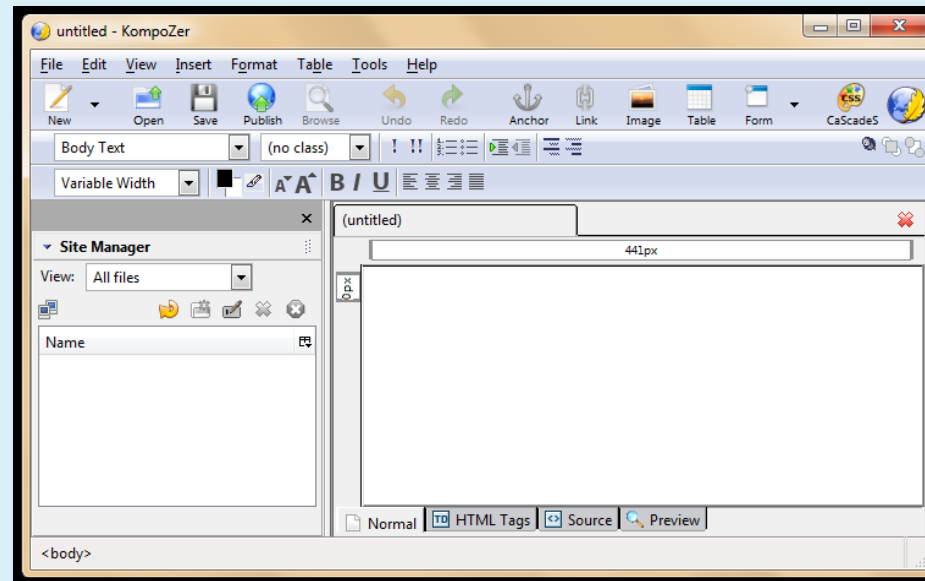 untitled - KompoZer
File Edit View Insert Format Table Tools Help
New Open Save Publish Browse Undo Redo Anchor Link Image Table Form CaScadeS
Body Text (no class) ! !!
Variable Width A A B I U
(untitled)
Site Manager
441px
View: All files
0px
Name
Normal TD HTML Tags Source Preview
<body>